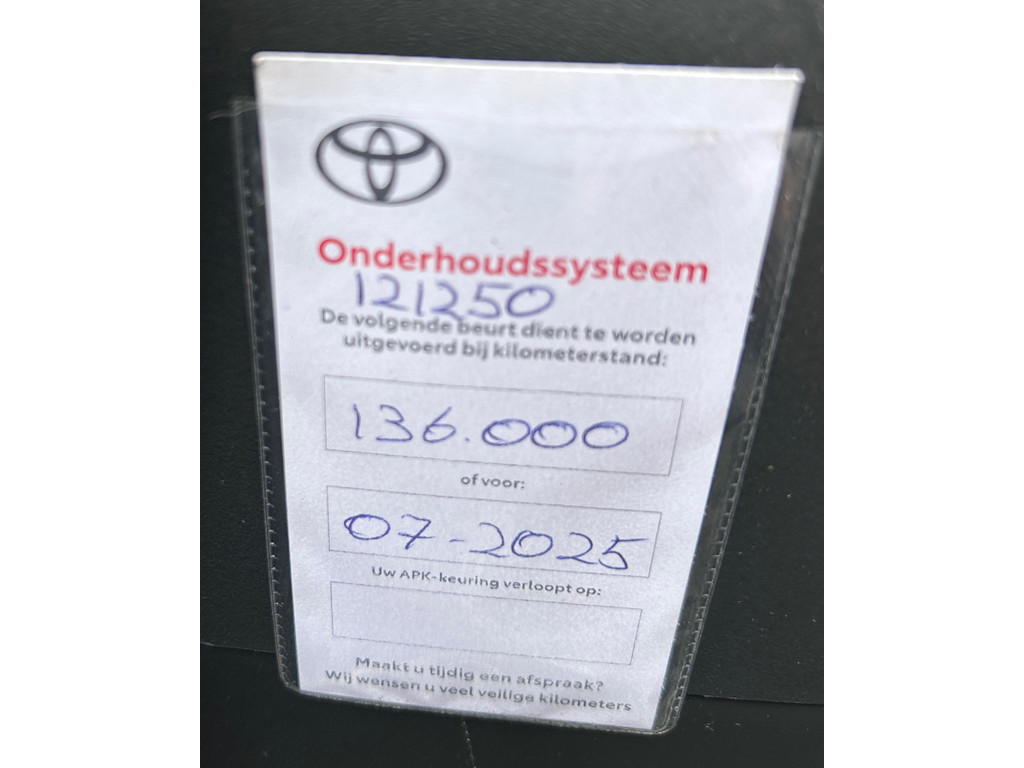 Onderhoudssysteem
121250
De volgende beurt dient te worden
uitgevoerd bij kilometerstand:
136.000
of voor:
07-2025
Uw APK-keuring verloopt op:
Maakt u tijdig een afspraak?
Wij wensen u veel veilige kilometers